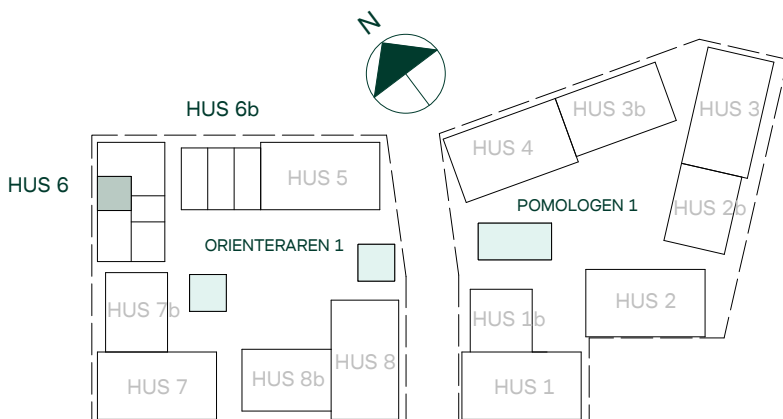 N
HUS 6b
HUS 3b
HUS 3
HUS 4
HUS 6
HUS 5
HUS 2b
POMOLOGEN 1
ORIENTERAREN 1
HUS 7b
HUS 2
HUS 1b
HUS 7
HUS 8b
HUS 8
HUS 1